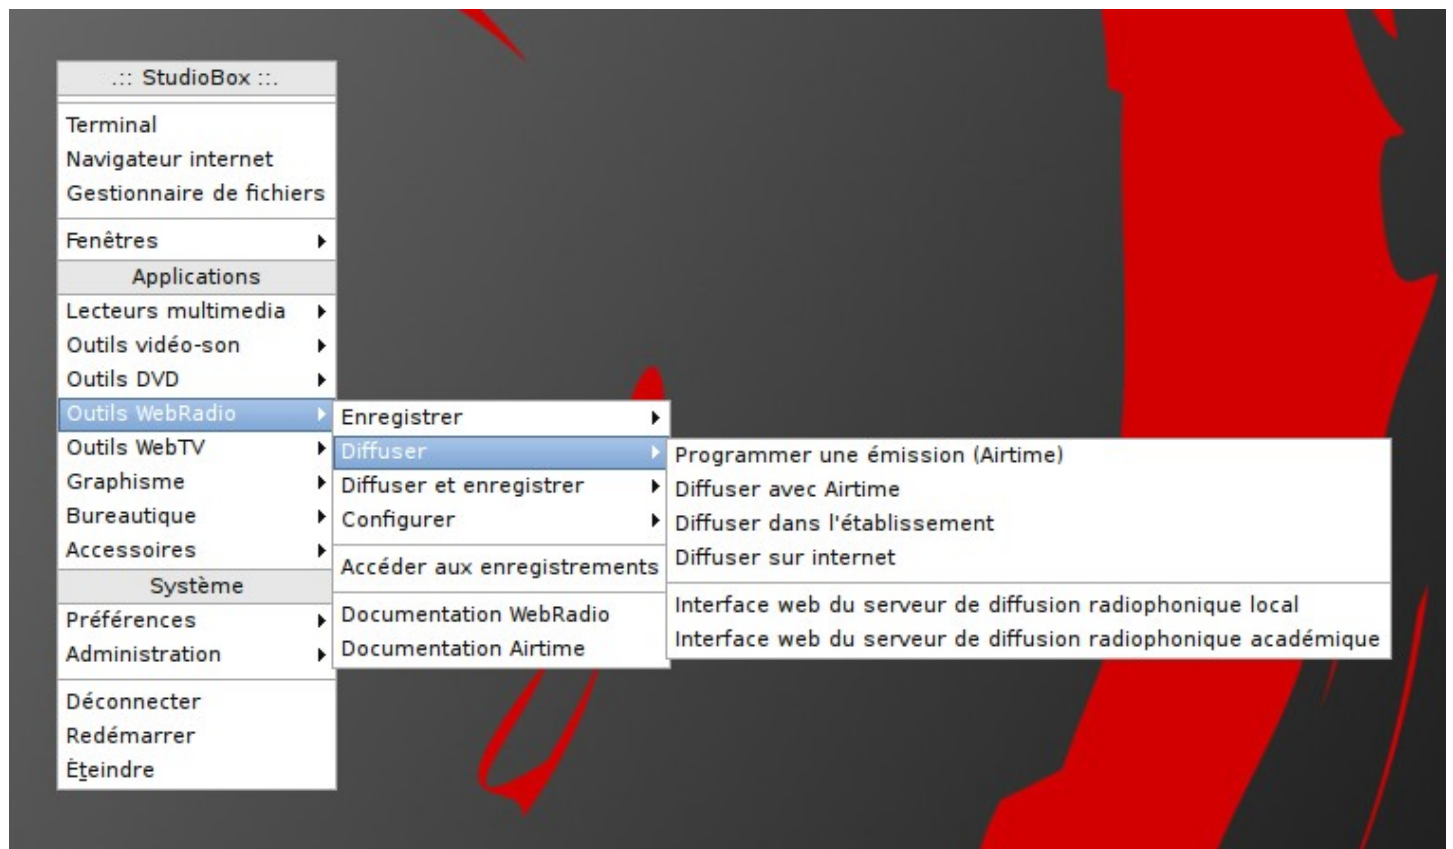 .:: StudioBox ::.
Terminal
Navigateur internet
Gestionnaire de fichiers
Fenêtres
Applications
Lecteurs multimedia
Outils vidéo-son
Outils DVD
Outils WebRadio
Outils WebTV
Graphisme
Bureautique
Accessoires
Système
Préférences
Administration
Déconnecter
Redémarrer
Éteindre
Enregistrer
Diffuser
Diffuser et enregistrer
Configurer
Accéder aux enregistrements
Documentation WebRadio
Documentation Airtime
Programmer une émission (Airtime)
Diffuser avec Airtime
Diffuser dans l'établissement
Diffuser sur internet
Interface web du serveur de diffusion radiophonique local
Interface web du serveur de diffusion radiophonique académique